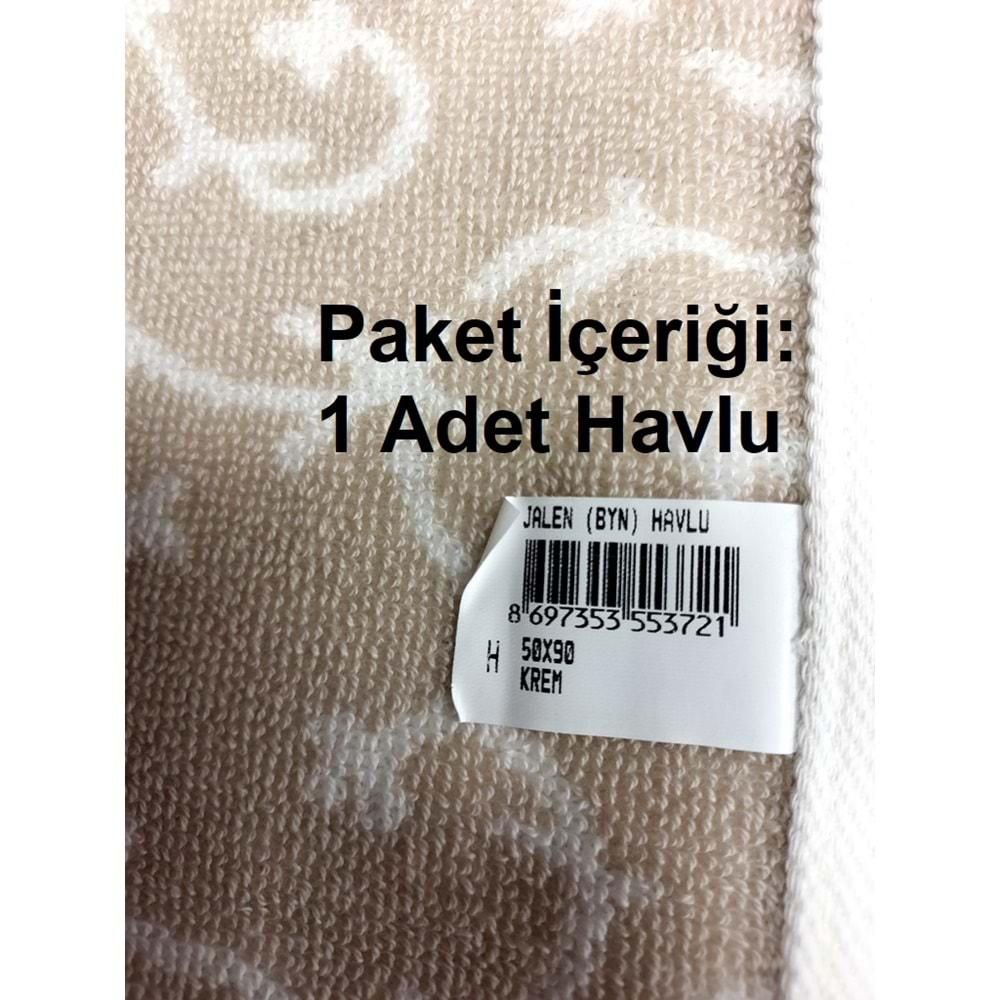 Paket İçeriği:
1 Adet Havlu
JALEN (BYN) HAVLU
8 697353 553721
H 50X90
KREM